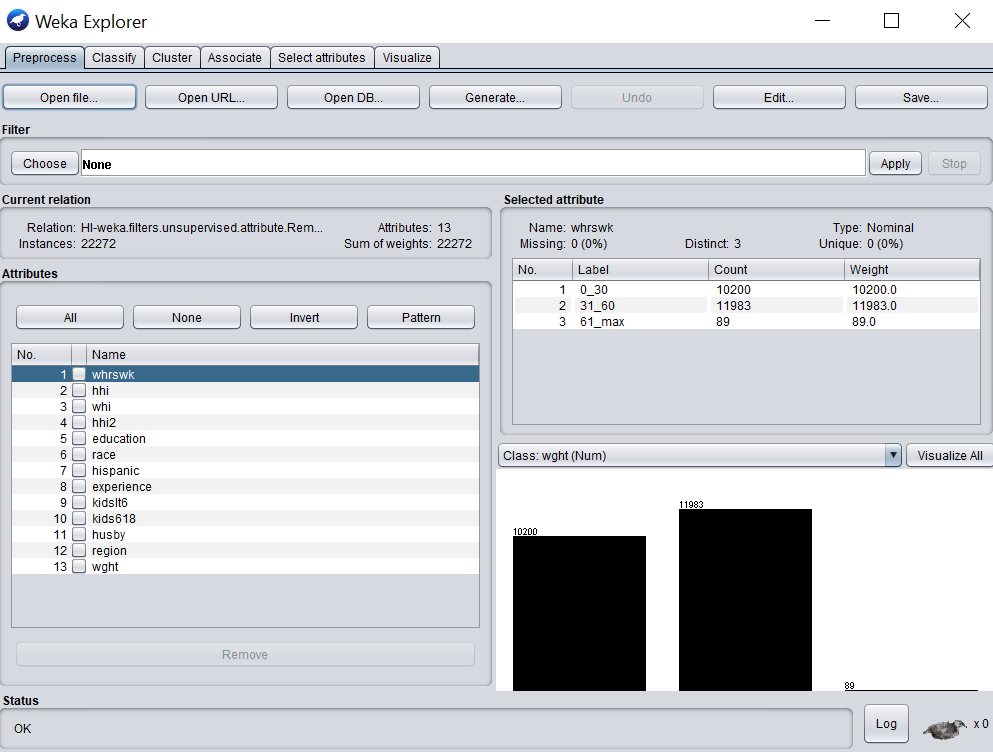 Weka Explorer
Preprocess Classify Cluster Associate Select attributes Visualize
Open file... Open URL... Open DB... Generate... Undo Edit... Save...
Filter
Choose None Apply Stop
Current relation
Relation: HI-weka.filters.unsupervised.attribute.Rem... Attributes: 13
Instances: 22272 Sum of weights: 22272
Attributes
All None Invert Pattern
No. Name
1 whrswk
2 hhi
3 whi
4 hhi2
5 education
6 race
7 hispanic
8 experience
9 kidslt6
10 kids618
11 husby
12 region
13 wght
Remove
Selected attribute
Name: whrswk Type: Nominal
Missing: 0 (0%) Distinct: 3 Unique: 0 (0%)
No. Label Count Weight
1 0_30 10200 10200.0
2 31_60 11983 11983.0
3 61_max 89 89.0
Class: wght (Num) Visualize All
10200 11983 89
Status
OK Log x 0